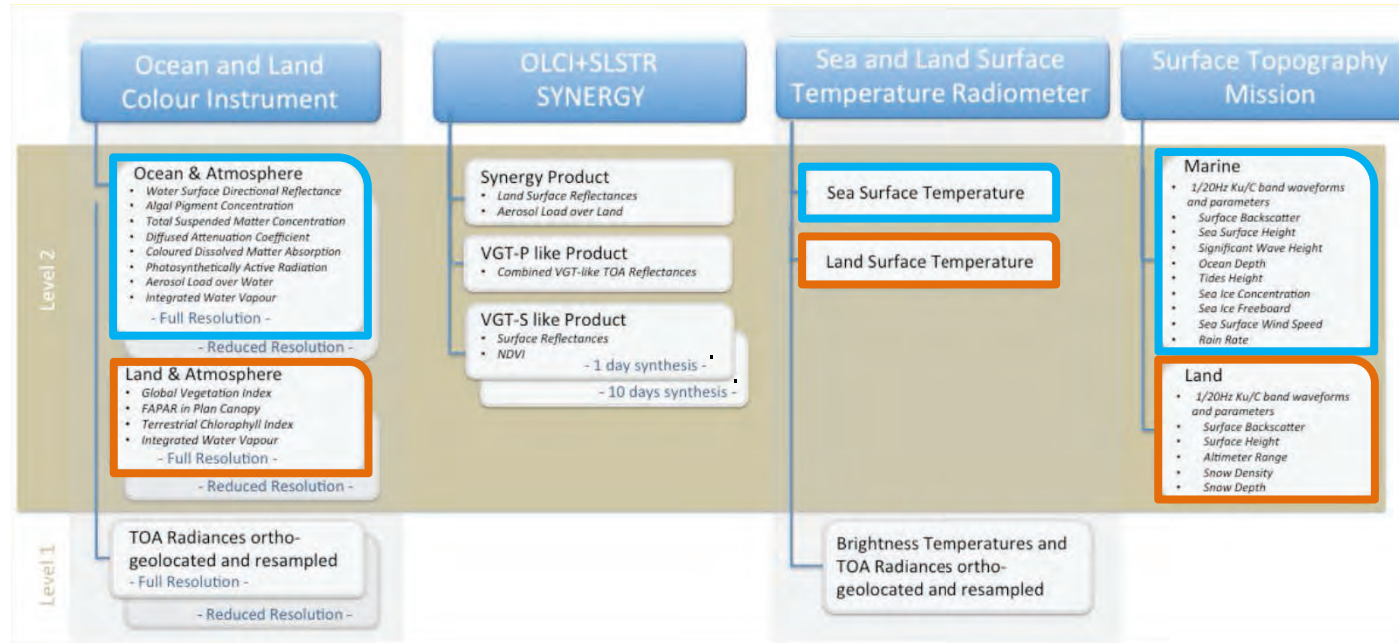 Ocean and Land
Colour Instrument
OLCI+SLSTR
SYNERGY
Sea and Land Surface
Temperature Radiometer
Surface Topography
Mission
Level 2
Ocean & Atmosphere
• Water Surface Directional Reflectance
• Algal Pigment Concentration
• Total Suspended Matter Concentration
• Diffused Attenuation Coefficient
• Coloured Dissolved Matter Absorption
• Photosynthetically Active Radiation
• Aerosol Load over Water
• Integrated Water Vapour
- Full Resolution -
- Reduced Resolution -
Land & Atmosphere
• Global Vegetation Index
• FAPAR in Plan Canopy
• Terrestrial Chlorophyll Index
• Integrated Water Vapour
- Full Resolution -
- Reduced Resolution -
Synergy Product
• Land Surface Reflectances
• Aerosol Load over Land
VGT-P like Product
• Combined VGT-like TOA Reflectances
VGT-S like Product
• Surface Reflectances
• NDVI
- 1 day synthesis -
- 10 days synthesis -
Sea Surface Temperature
Land Surface Temperature
Marine
• 1/20Hz Ku/C band waveforms
and parameters
• Surface Backscatter
• Sea Surface Height
• Significant Wave Height
• Ocean Depth
• Tides Height
• Sea Ice Concentration
• Sea Ice Freeboard
• Sea Surface Wind Speed
• Rain Rate
Land
• 1/20Hz Ku/C band waveforms
and parameters
• Surface Backscatter
• Surface Height
• Altimeter Range
• Snow Density
• Snow Depth
Level 1
TOA Radiances ortho-
geolocated and resampled
- Full Resolution -
- Reduced Resolution -
Brightness Temperatures and
TOA Radiances ortho-
geolocated and resampled